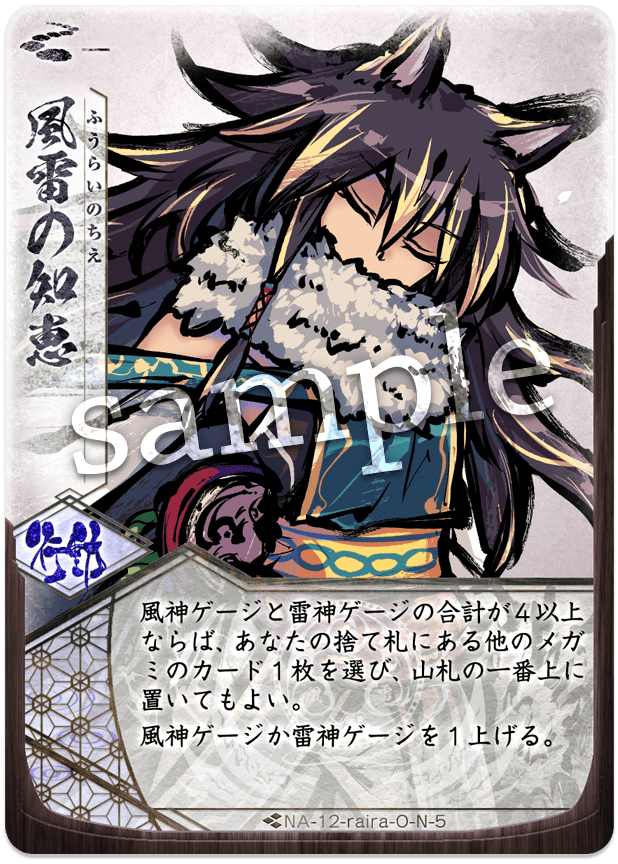 風雷の知恵
ふうらいのちえ
sample
行動
風神ゲージと雷神ゲージの合計が4以上
ならば、あなたの捨て札にある他のメガ
ミのカード1枚を選び、山札の一番上に
置いてもよい。
風神ゲージか雷神ゲージを1上げる。
NA-12-raira-O-N-5